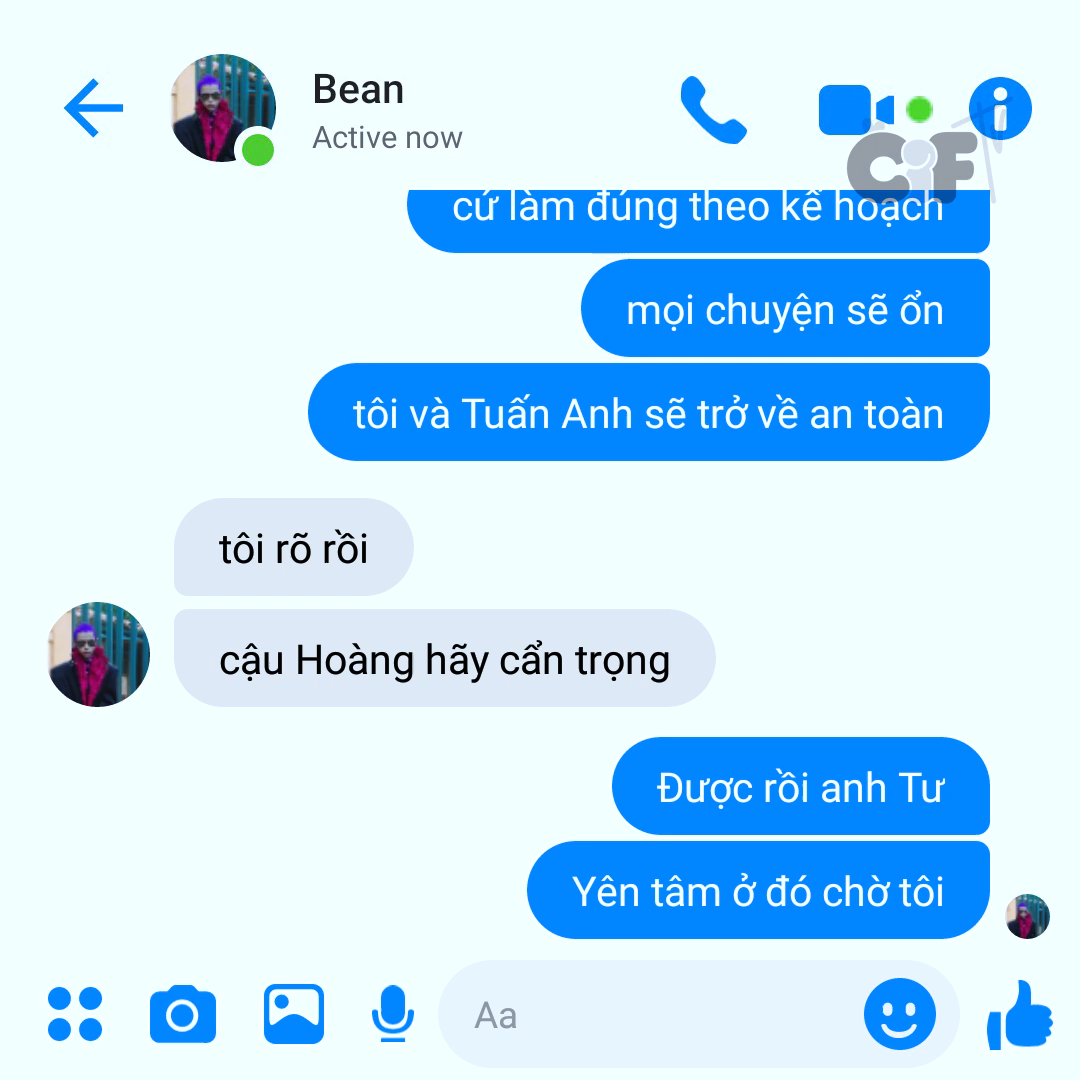 Bean
Active now
CiF
cứ làm đúng theo kế hoạch
mọi chuyện sẽ ổn
tôi và Tuấn Anh sẽ trở về an toàn
tôi rõ rồi
cậu Hoàng hãy cẩn trọng
Được rồi anh Tư
Yên tâm ở đó chờ tôi
Aa